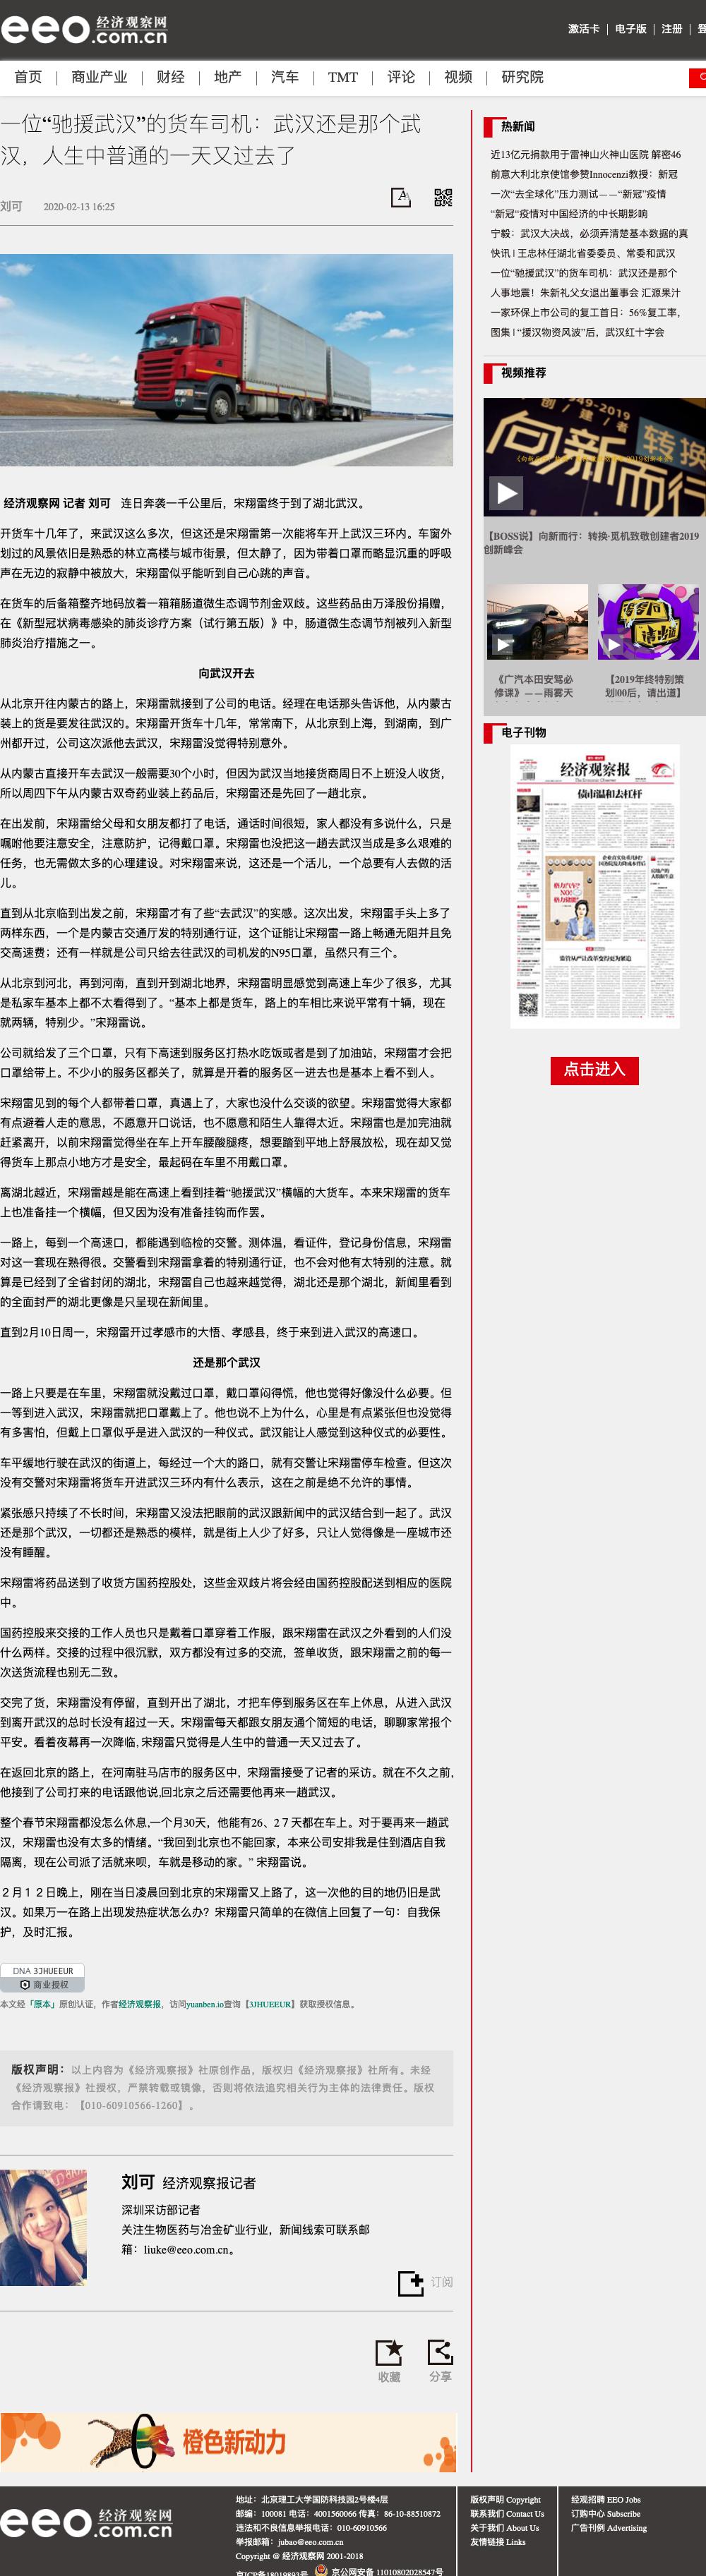 eeo 经济观察网
.com.cn
激活卡 | 电子版 | 注册 |
首页 | 商业产业 | 财经 | 地产 | 汽车 | TMT | 评论 | 视频 | 研究院
一位“驰援武汉”的货车司机：武汉还是那个武
汉，人生中普通的一天又过去了
刘可 2020-02-13 16:25
经济观察网 记者 刘可 连日奔袭一千公里后，宋翔雷终于到了湖北武汉。
开货车十几年了，来武汉这么多次，但这还是宋翔雷第一次能将车开上武汉三环内。车窗外
划过的风景依旧是熟悉的林立高楼与城市街景，但太静了，因为带着口罩而略显沉重的呼吸
声在无边的寂静中被放大，宋翔雷似乎能听到自己心跳的声音。
在货车的后备箱整齐地码放着一箱箱肠道微生态调节剂金双歧。这些药品由万泽股份捐赠，
在《新型冠状病毒感染的肺炎诊疗方案（试行第五版）》中，肠道微生态调节剂被列入新型
肺炎治疗措施之一。
向武汉开去
从北京开往内蒙古的路上，宋翔雷就接到了公司的电话。经理在电话那头告诉他，从内蒙古
装上的货是要发往武汉的。宋翔雷开货车十几年，常常南下，从北京到上海，到湖南，到广
州都开过，公司这次派他去武汉，宋翔雷没觉得特别意外。
从内蒙古直接开车去武汉一般需要30个小时，但因为武汉当地接货商周日不上班没人收货，
所以周四下午从内蒙古双奇药业装上药品后，宋翔雷还是先回了一趟北京。
在出发前，宋翔雷给父母和女朋友都打了电话，通话时间很短，家人都没有多说什么，只是
嘱咐他要注意安全，注意防护，记得戴口罩。宋翔雷也没把这一趟去武汉当成是多么艰难的
任务，也无需做太多的心理建设。对宋翔雷来说，这还是一个活儿，一个总要有人去做的活
儿。
直到从北京临到出发之前，宋翔雷才有了些“去武汉”的实感。这次出发，宋翔雷手头上多了
两样东西，一个是内蒙古交通厅发的特别通行证，这个证能让宋翔雷一路上畅通无阻并且免
交高速费；还有一样就是公司只给去往武汉的司机发的N95口罩，虽然只有三个。
从北京到河北，再到河南，直到开到湖北地界，宋翔雷明显感觉到高速上车少了很多，尤其
是私家车基本上都不太看得到了。“基本上都是货车，路上的车相比来说平常有十辆，现在
就两辆，特别少。”宋翔雷说。
公司就给发了三个口罩，只有下高速到服务区打热水吃饭或者是到了加油站，宋翔雷才会把
口罩给带上。不少小的服务区都关了，就算是开着的服务区一进去也是基本上看不到人。
宋翔雷见到的每个人都带着口罩，真遇上了，大家也没什么交谈的欲望。宋翔雷觉得大家都
有点避着人走的意思，不愿意开口说话，也不愿意和陌生人靠得太近。宋翔雷也是加完油就
赶紧离开，以前宋翔雷觉得坐在车上开车腰酸腿疼，想要踏到平地上舒展放松，现在却又觉
得货车上那点小地方才是安全，最起码在车里不用戴口罩。
离湖北越近，宋翔雷越是能在高速上看到挂着“驰援武汉”横幅的大货车。本来宋翔雷的货车
上也准备挂一个横幅，但又因为没有准备挂钩而作罢。
一路上，每到一个高速口，都能遇到临检的交警。测体温，看证件，登记身份信息，宋翔雷
对这一套现在熟得很。交警看到宋翔雷拿着的特别通行证，也不会对他有太特别的注意。就
算是已经到了全省封闭的湖北，宋翔雷自己也越来越觉得，湖北还是那个湖北，新闻里看到
的全面封严的湖北更像是只呈现在新闻里。
直到2月10日周一，宋翔雷开过孝感市的大悟、孝感县，终于来到进入武汉的高速口。
还是那个武汉
一路上只要是在车里，宋翔雷就没戴过口罩，戴口罩闷得慌，他也觉得好像没什么必要。但
一等到进入武汉，宋翔雷就把口罩戴上了。他也说不上为什么，心里是有点紧张但也没觉得
有多害怕，但戴上口罩似乎是进入武汉的一种仪式。武汉能让人感觉到这种仪式的必要性。
车平缓地行驶在武汉的街道上，每经过一个大的路口，就有交警让宋翔雷停车检查。但这次
没有交警对宋翔雷将货车开进武汉三环内有什么表示，这在之前是绝不允许的事情。
紧张感只持续了不长时间，宋翔雷又没法把眼前的武汉跟新闻中的武汉结合到一起了。武汉
还是那个武汉，一切都还是熟悉的模样，就是街上人少了好多，只让人觉得像是一座城市还
没有睡醒。
宋翔雷将药品送到了收货方国药控股处，这些金双歧片将会经由国药控股配送到相应的医院
中。
国药控股来交接的工作人员也只是戴着口罩穿着工作服，跟宋翔雷在武汉之外看到的人们没
什么两样。交接的过程中很沉默，双方都没有过多的交流，签单收货，跟宋翔雷之前的每一
次送货流程也别无二致。
交完了货，宋翔雷没有停留，直到开出了湖北，才把车停到服务区在车上休息，从进入武汉
到离开武汉的总时长没有超过一天。宋翔雷每天都跟女朋友通个简短的电话，聊聊家常报个
平安。看着夜幕再一次降临，宋翔雷只觉得是人生中的普通一天又过去了。
在返回北京的路上，在河南驻马店市的服务区中，宋翔雷接受了记者的采访。就在不久之前，
他接到了公司打来的电话跟他说,回北京之后还需要他再来一趟武汉。
整个春节宋翔雷都没怎么休息,一个月30天，他能有26、2７天都在车上。对于要再来一趟武
汉，宋翔雷也没有太多的情绪。“我回到北京也不能回家，本来公司安排我是住到酒店自我
隔离，现在公司派了活就来呗，车就是移动的家。” 宋翔雷说。
２月１２日晚上，刚在当日凌晨回到北京的宋翔雷又上路了，这一次他的目的地仍旧是武
汉。如果万一在路上出现发热症状怎么办？宋翔雷只简单的在微信上回复了一句：自我保
护，及时汇报。
DNA 3JHUEEUR
商业授权
本文经「原本」原创认证，作者经济观察报，访问yuanben.io查询【3JHUEEUR】获取授权信息。
版权声明：以上内容为《经济观察报》社原创作品，版权归《经济观察报》社所有。未经
《经济观察报》社授权，严禁转载或镜像，否则将依法追究相关行为主体的法律责任。版权
合作请致电：【010-60910566-1260】。
刘可 经济观察报记者
深圳采访部记者
关注生物医药与冶金矿业行业，新闻线索可联系邮
箱：liuke@eeo.com.cn。
订阅
收藏 分享
橙色新动力
热新闻
近13亿元捐款用于雷神山火神山医院 解密46
前意大利北京使馆参赞Innocenzi教授：新冠
一次“去全球化”压力测试——“新冠”疫情
“新冠“疫情对中国经济的中长期影响
宁毅：武汉大决战，必须弄清楚基本数据的真
快讯 | 王忠林任湖北省委委员、常委和武汉
一位“驰援武汉”的货车司机：武汉还是那个
人事地震！朱新礼父女退出董事会 汇源果汁
一家环保上市公司的复工首日：56%复工率，
图集 | “援汉物资风波”后，武汉红十字会
视频推荐
向新而行
【BOSS说】向新而行：转换·觅机致敬创建者2019
创新峰会
《广汽本田安驾必
修课》——雨雾天
【2019年终特别策
划|00后，请出道】
电子刊物
经济观察报
债市温和去杠杆
点击进入
eeo 经济观察网
.com.cn
地址：北京理工大学国防科技园2号楼4层
邮编：100081 电话：4001560066 传真：86-10-88510872
违法和不良信息举报电话：010-60910566
举报邮箱：jubao@eeo.com.cn
Copyright @ 经济观察网 2001-2018
京ICP备18019893号 京公网安备 11010802028547号
版权声明 Copyright
联系我们 Contact Us
关于我们 About Us
友情链接 Links
经观招聘 EEO Jobs
订购中心 Subscribe
广告刊例 Advertising